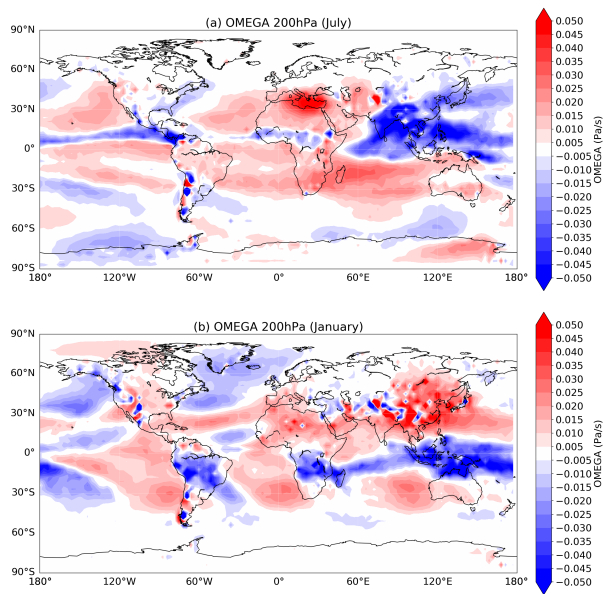 (a) OMEGA 200hPa (July)
90°N
60°N
30°N
0°
30°S
60°S
90°S
180° 120°W 60°W 0° 60°E 120°E 180°
0.050
0.045
0.040
0.035
0.030
0.025
0.020
0.015
0.010
0.005
−0.005
−0.010
−0.015
−0.020
−0.025
−0.030
−0.035
−0.040
−0.045
−0.050
OMEGA (Pa/s)
(b) OMEGA 200hPa (January)
90°N
60°N
30°N
0°
30°S
60°S
90°S
180° 120°W 60°W 0° 60°E 120°E 180°
0.050
0.045
0.040
0.035
0.030
0.025
0.020
0.015
0.010
0.005
−0.005
−0.010
−0.015
−0.020
−0.025
−0.030
−0.035
−0.040
−0.045
−0.050
OMEGA (Pa/s)